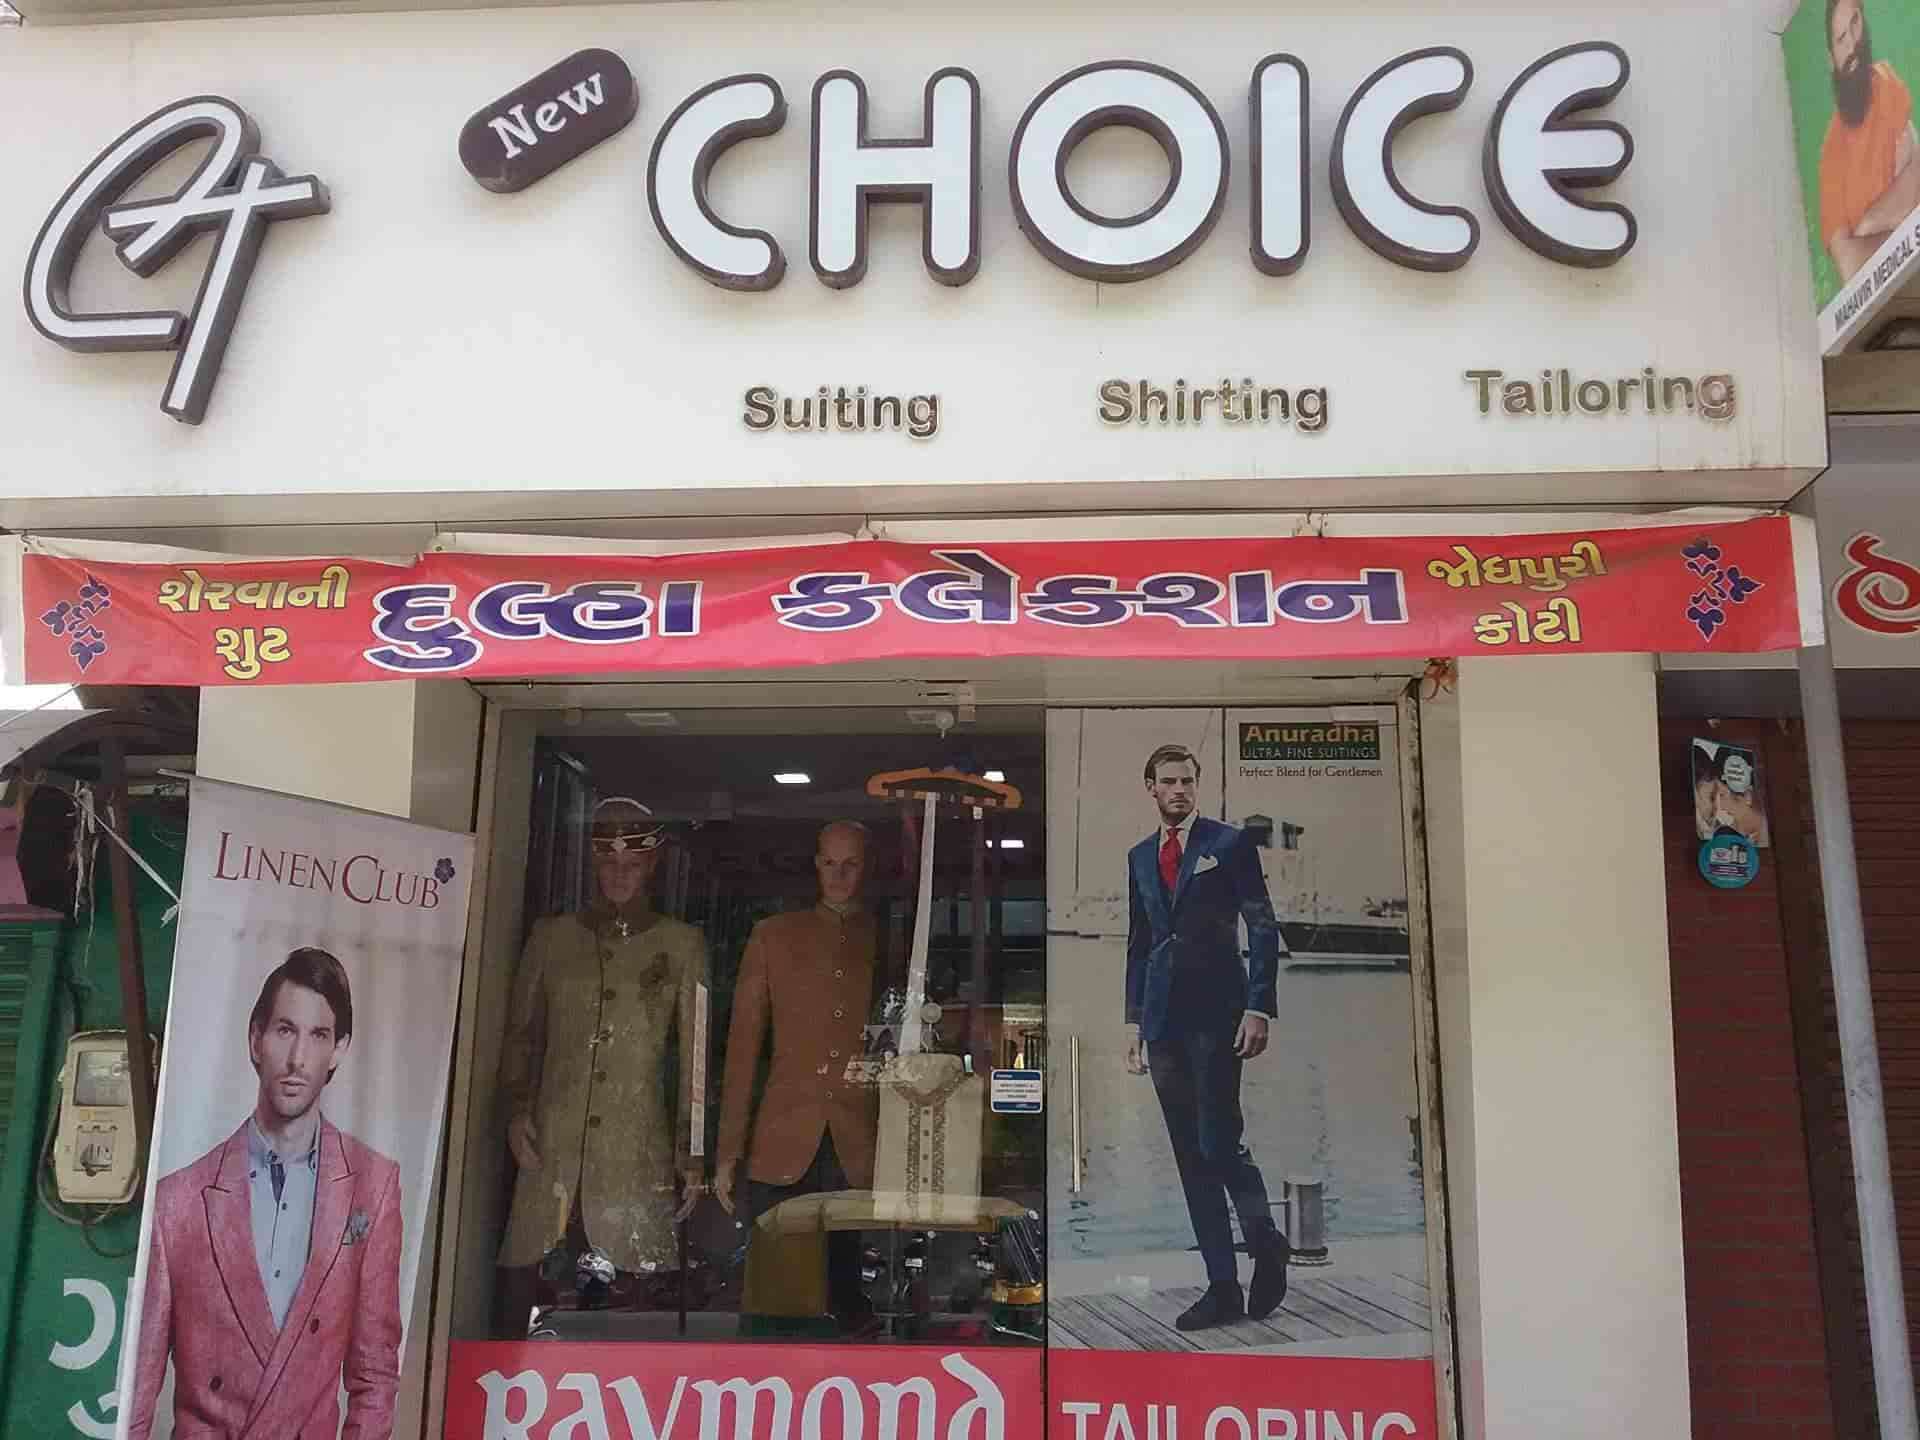 New CHOICE
Suiting Shirting Tailoring
MAHAVIR MEDICAL
શેરવાની
શુટ
દુલ્હા કલેકશન
જોધપુરી
કોટી
LINEN CLUB
Anuradha
ULTRA FINE SUITINGS
Perfect Blend for Gentlemen
Raymond
TAILORING